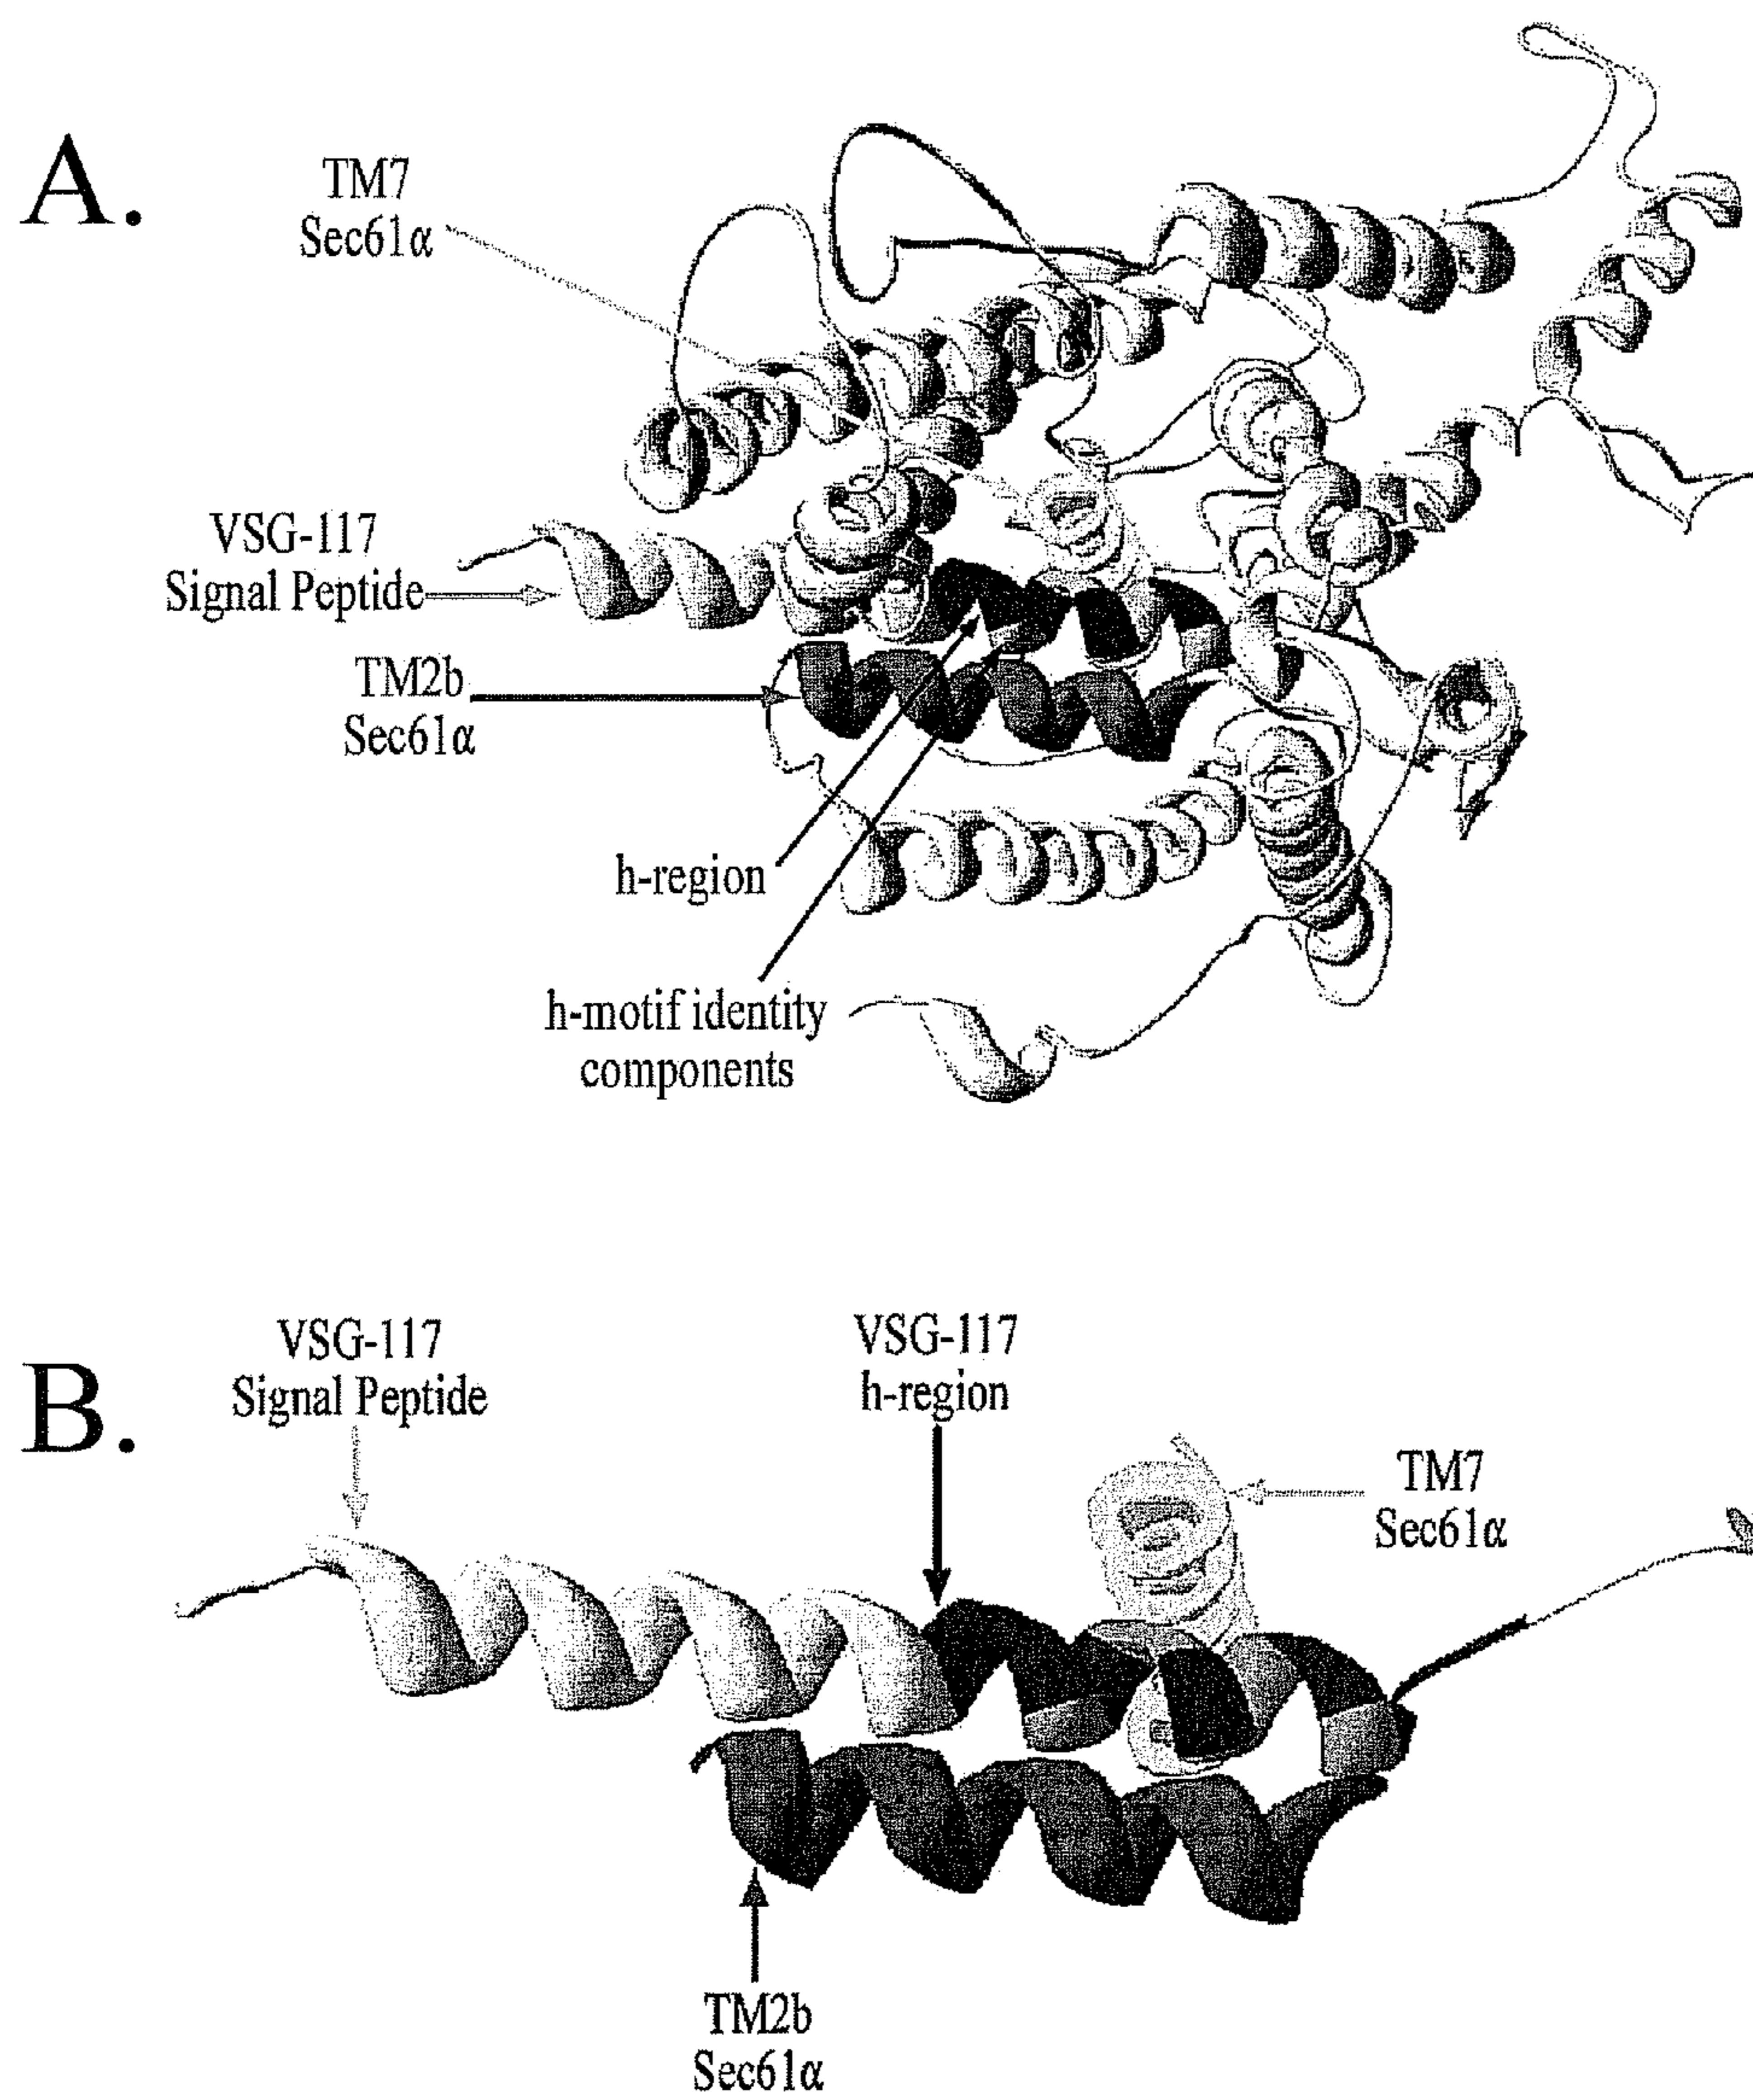 A.
TM7
Sec61α
VSG-117
Signal Peptide
TM2b
Sec61α
h-region
h-motif identity
components
B.
VSG-117
Signal Peptide
VSG-117
h-region
TM7
Sec61α
TM2b
Sec61α